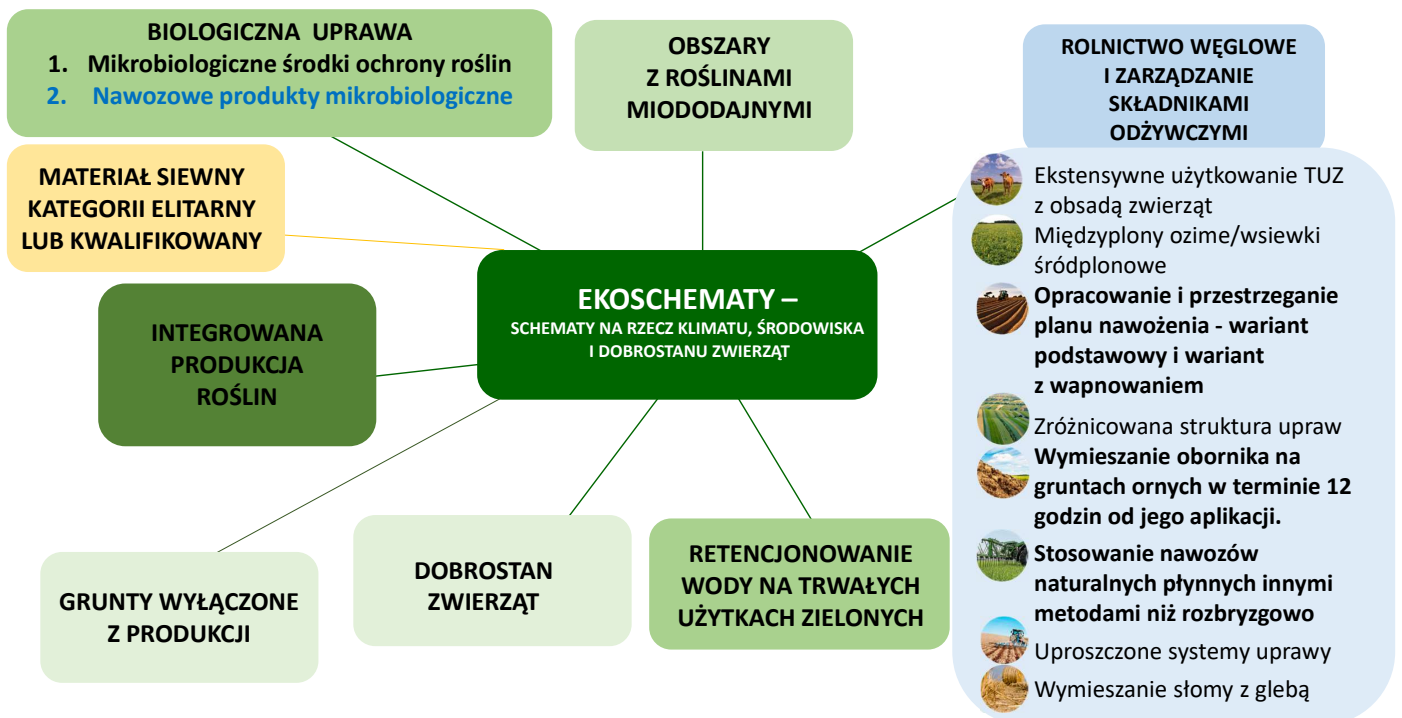 BIOLOGICZNA UPRAWA
1. Mikrobiologiczne środki ochrony roślin
2. Nawozowe produkty mikrobiologiczne
OBSZARY
Z ROŚLINAMI
MIODODAJNYMI
ROLNICTWO WĘGLOWE
I ZARZĄDZANIE
SKŁADNIKAMI
ODŻYWCZYMI
MATERIAŁ SIEWNY
KATEGORII ELITARNY
LUB KWALIFIKOWANY
EKOSCHEMATY –
SCHEMATY NA RZECZ KLIMATU, ŚRODOWISKA
I DOBROSTANU ZWIERZĄT
INTEGROWANA
PRODUKCJA
ROŚLIN
GRUNTY WYŁĄCZONE
Z PRODUKCJI
DOBROSTAN
ZWIERZĄT
RETENCJONOWANIE
WODY NA TRWAŁYCH
UŻYTKACH ZIELONYCH
Ekstensywne użytkowanie TUZ
z obsadą zwierząt
Międzyplony ozime/wsiewki
śródplonowe
Opracowanie i przestrzeganie
planu nawożenia - wariant
podstawowy i wariant
z wapnowaniem
Zróżnicowana struktura upraw
Wymieszanie obornika na
gruntach ornych w terminie 12
godzin od jego aplikacji.
Stosowanie nawozów
naturalnych płynnych innymi
metodami niż rozbryzgowo
Uproszczone systemy uprawy
Wymieszanie słomy z glebą